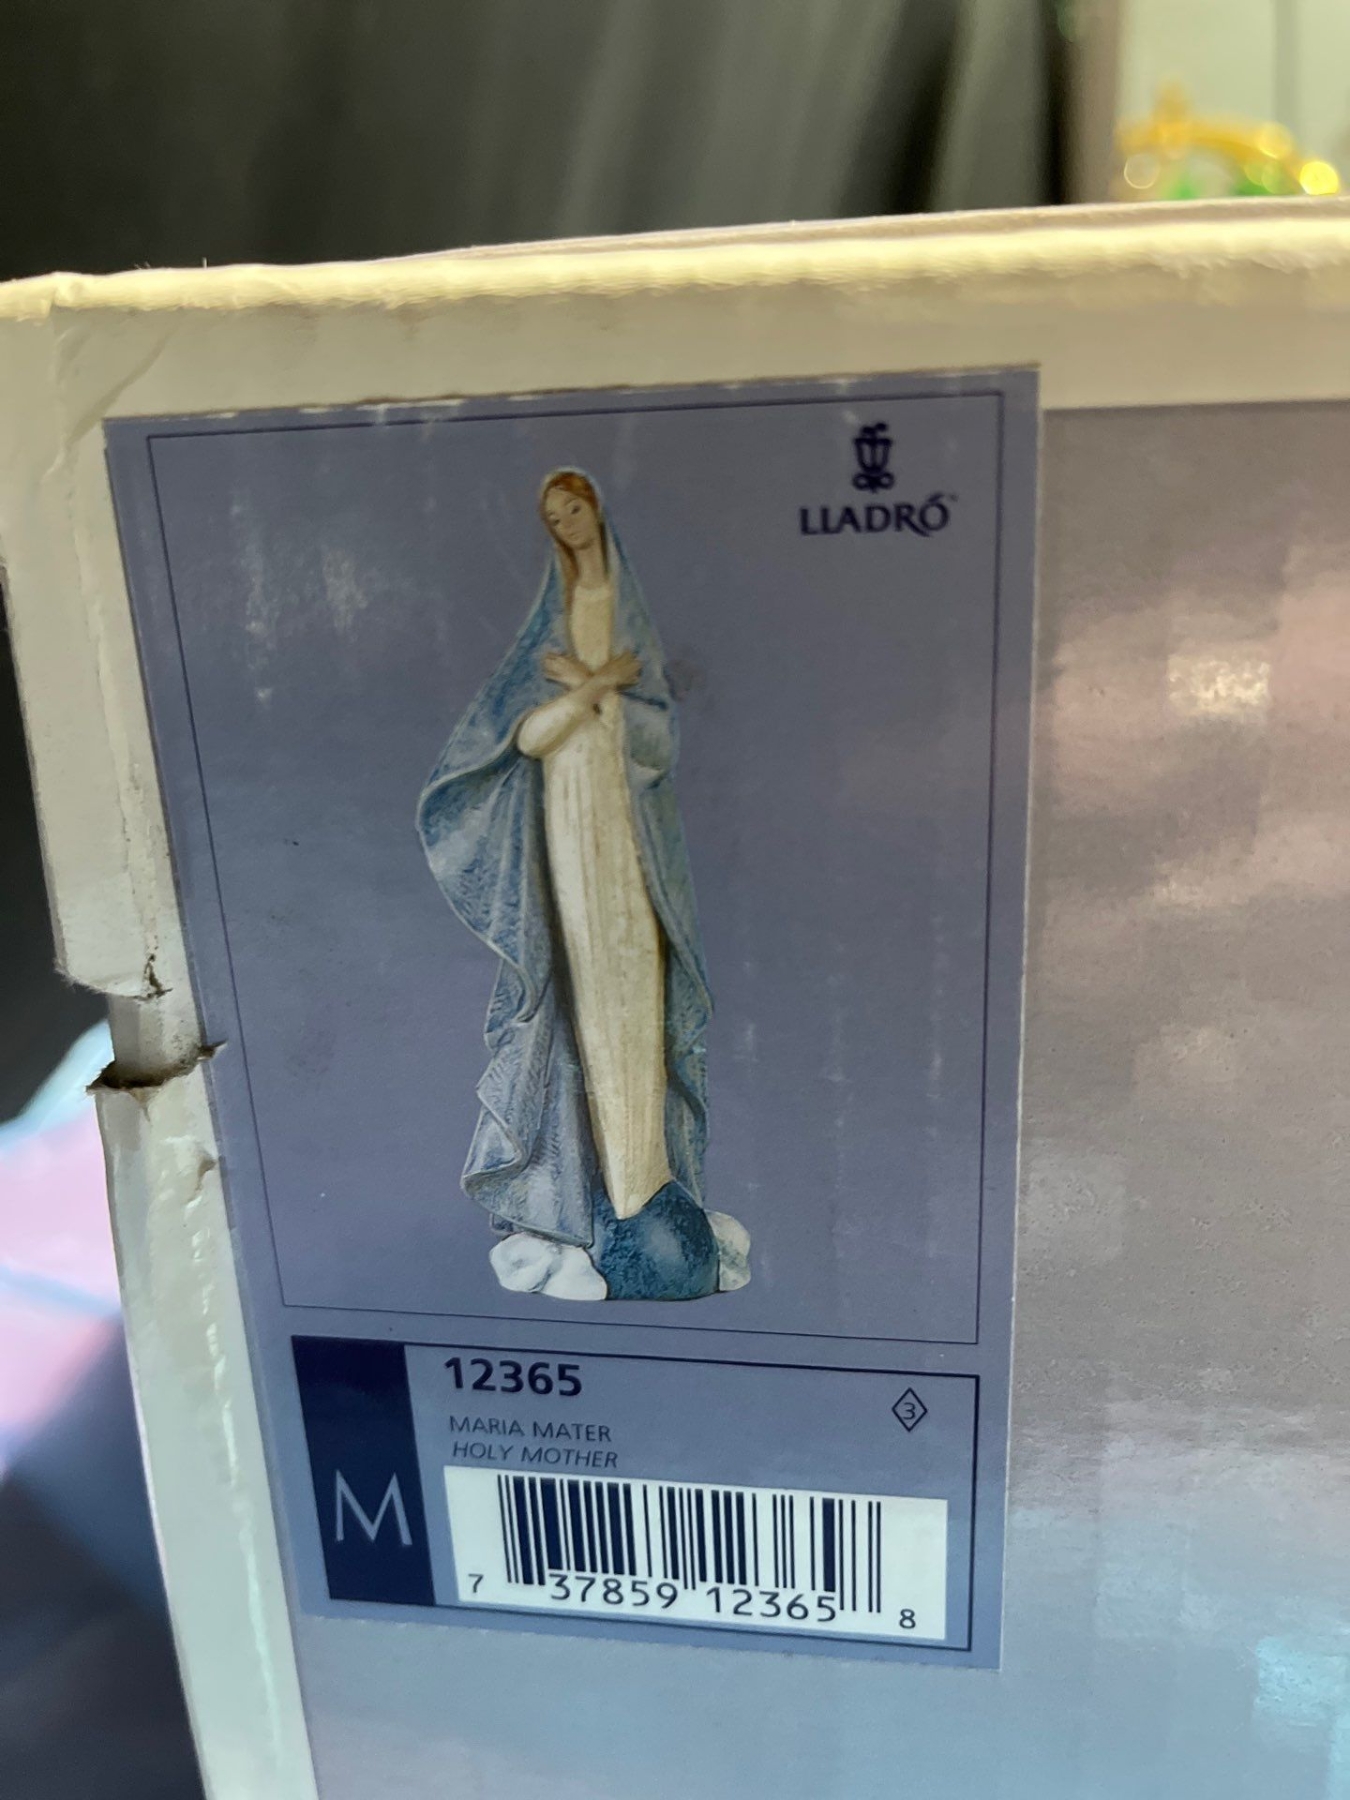 LLADRÓ
12365
3
MARIA MATER
HOLY MOTHER
M
7 37859 12365 8